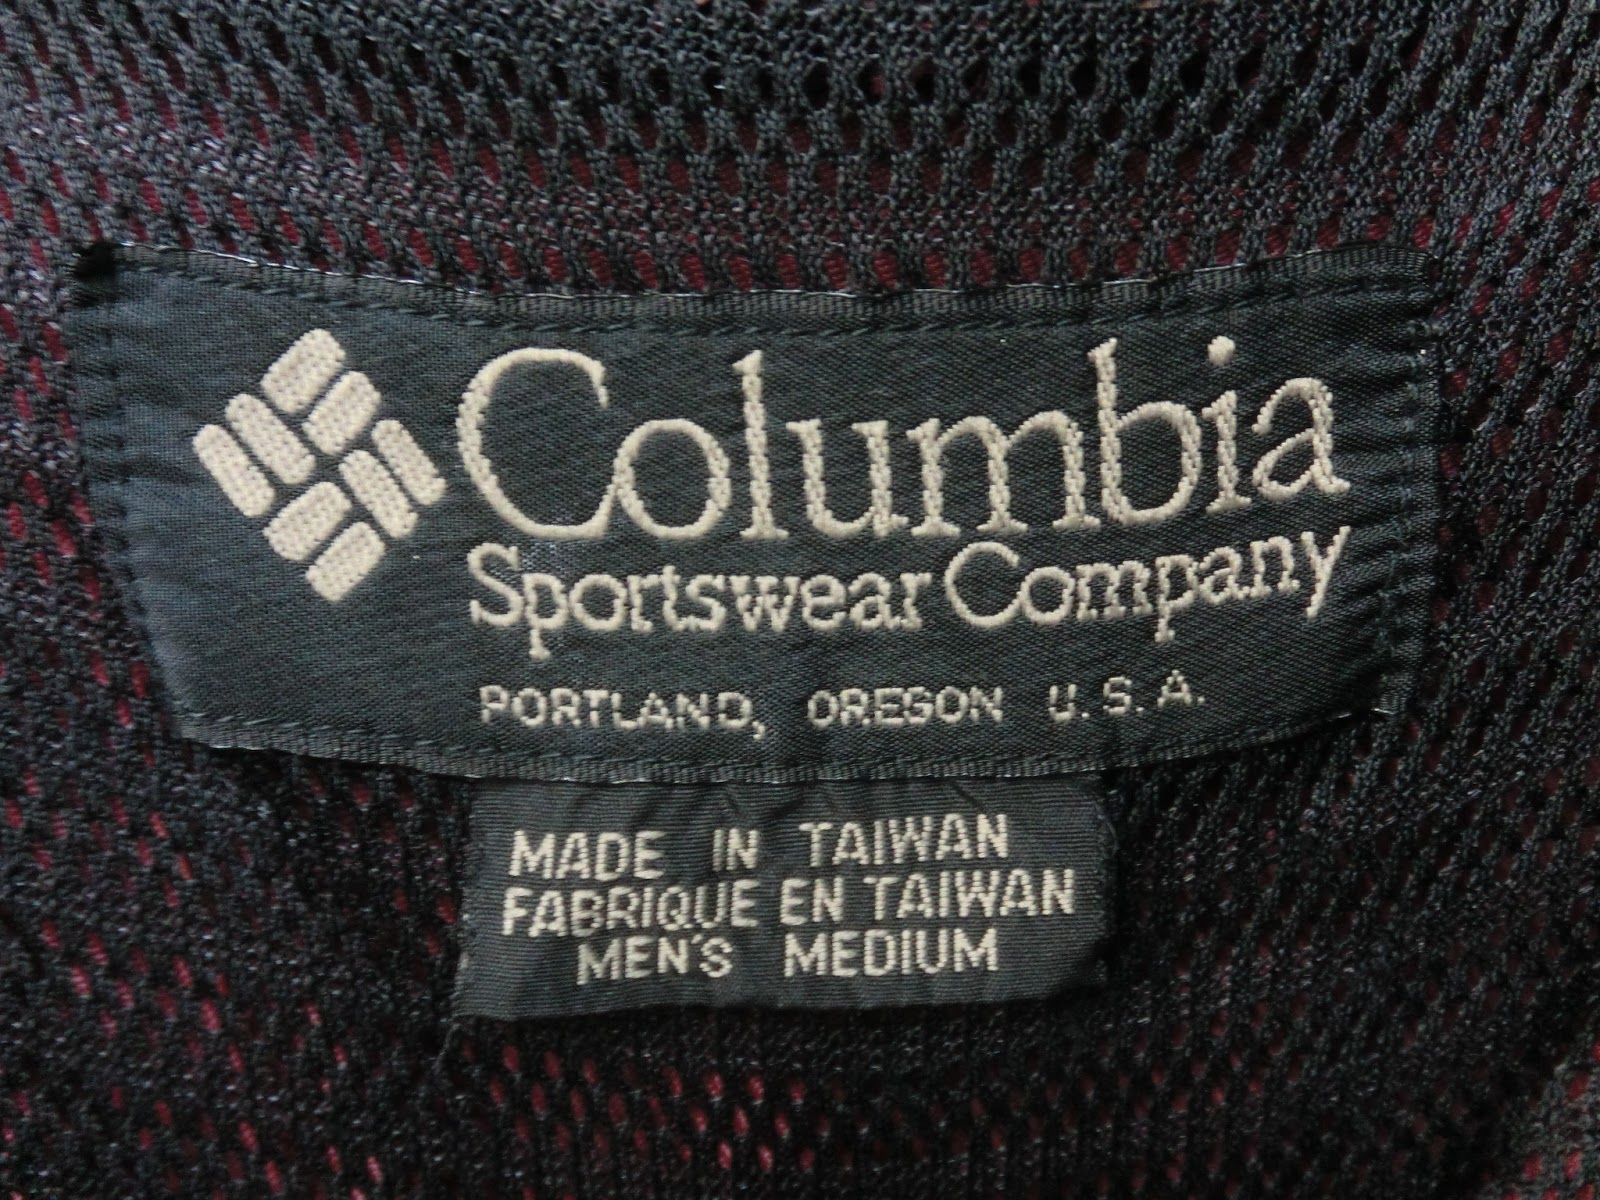 Columbia
Sportswear Company
PORTLAND, OREGON U.S.A.
MADE IN TAIWAN
FABRIQUE EN TAIWAN
MEN'S MEDIUM